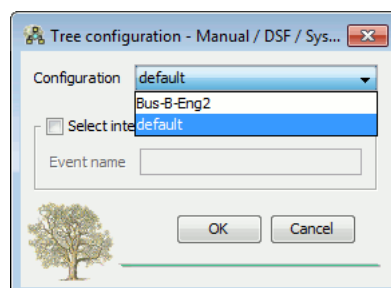 Tree configuration - Manual / DSF / Sys...
Configuration default
Bus-B-Eng2
Select inte default
Event name
OK Cancel